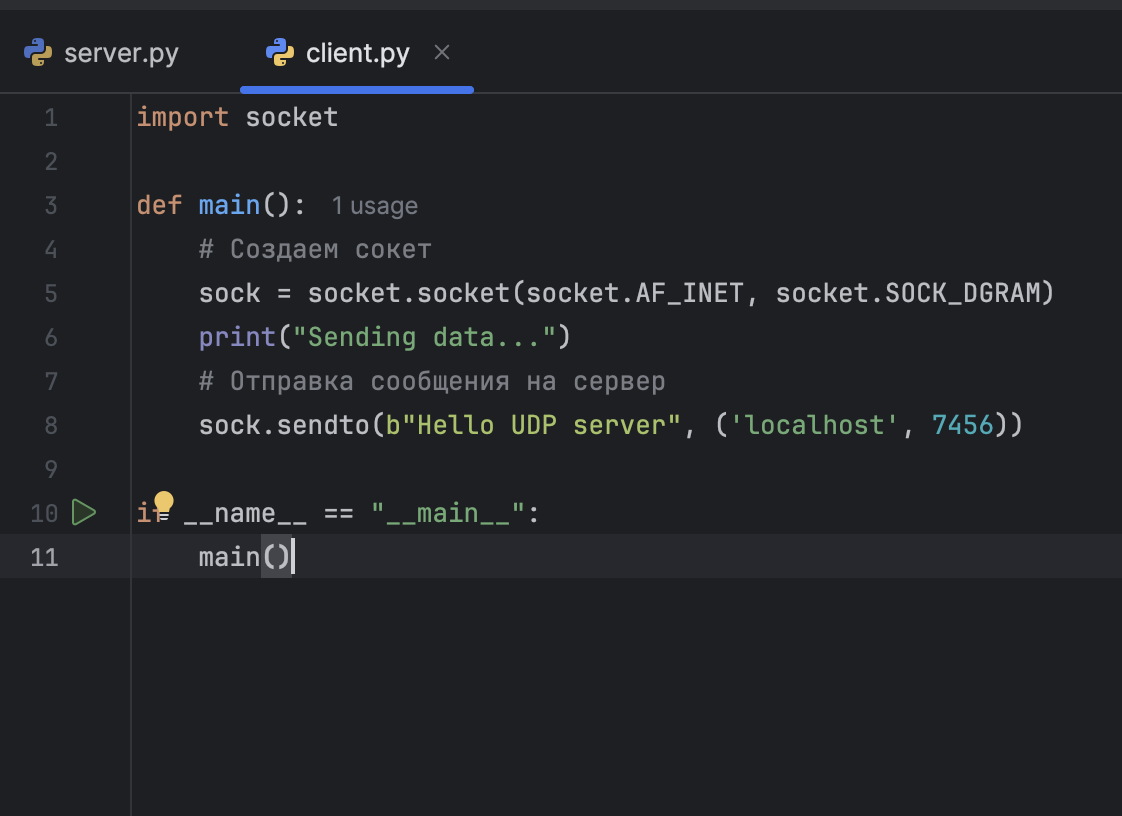 server.py
client.py
1 import socket
2
3 def main(): 1 usage
4 # Создаем сокет
5 sock = socket.socket(socket.AF_INET, socket.SOCK_DGRAM)
6 print("Sending data...")
7 # Отправка сообщения на сервер
8 sock.sendto(b"Hello UDP server", ('localhost', 7456))
9
10 if __name__ == "__main__":
11 main()